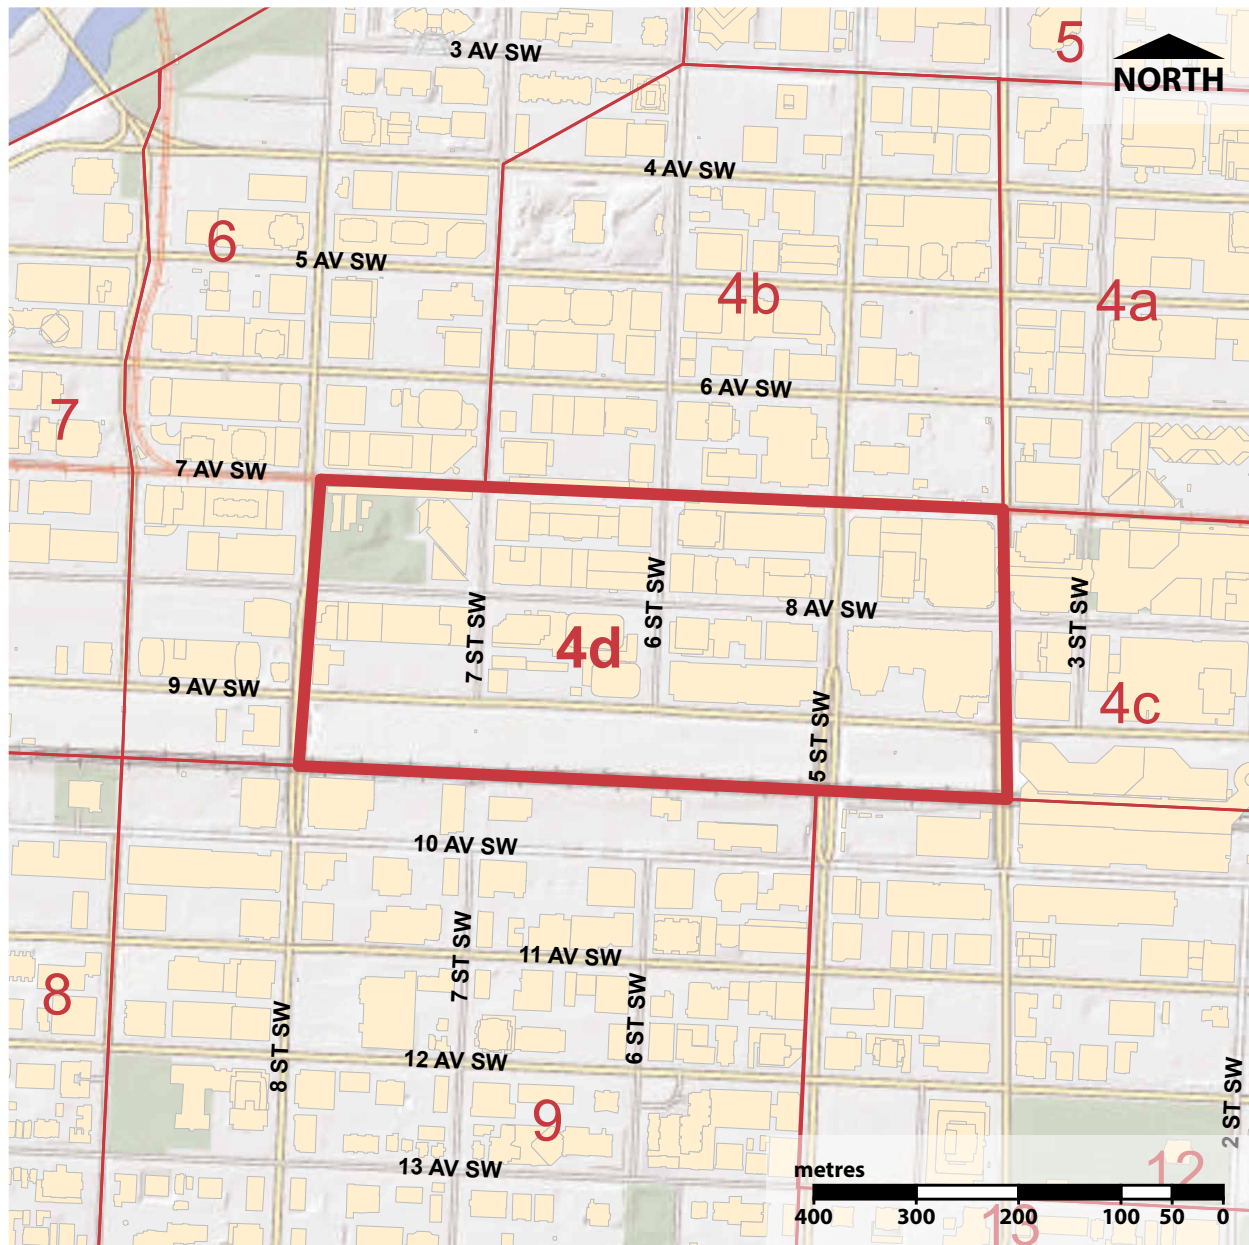 5
3 AV SW
NORTH
4 AV SW
6
5 AV SW
4b
4a
6 AV SW
7
7 AV SW
6 ST SW
3 ST SW
7 ST SW
8 AV SW
4d
9 AV SW
4c
5 ST SW
10 AV SW
7 ST SW
11 AV SW
8
6 ST SW
8 ST SW
12 AV SW
2 ST SW
9
13 AV SW
12
metres
400 300 200 100 50 0
13